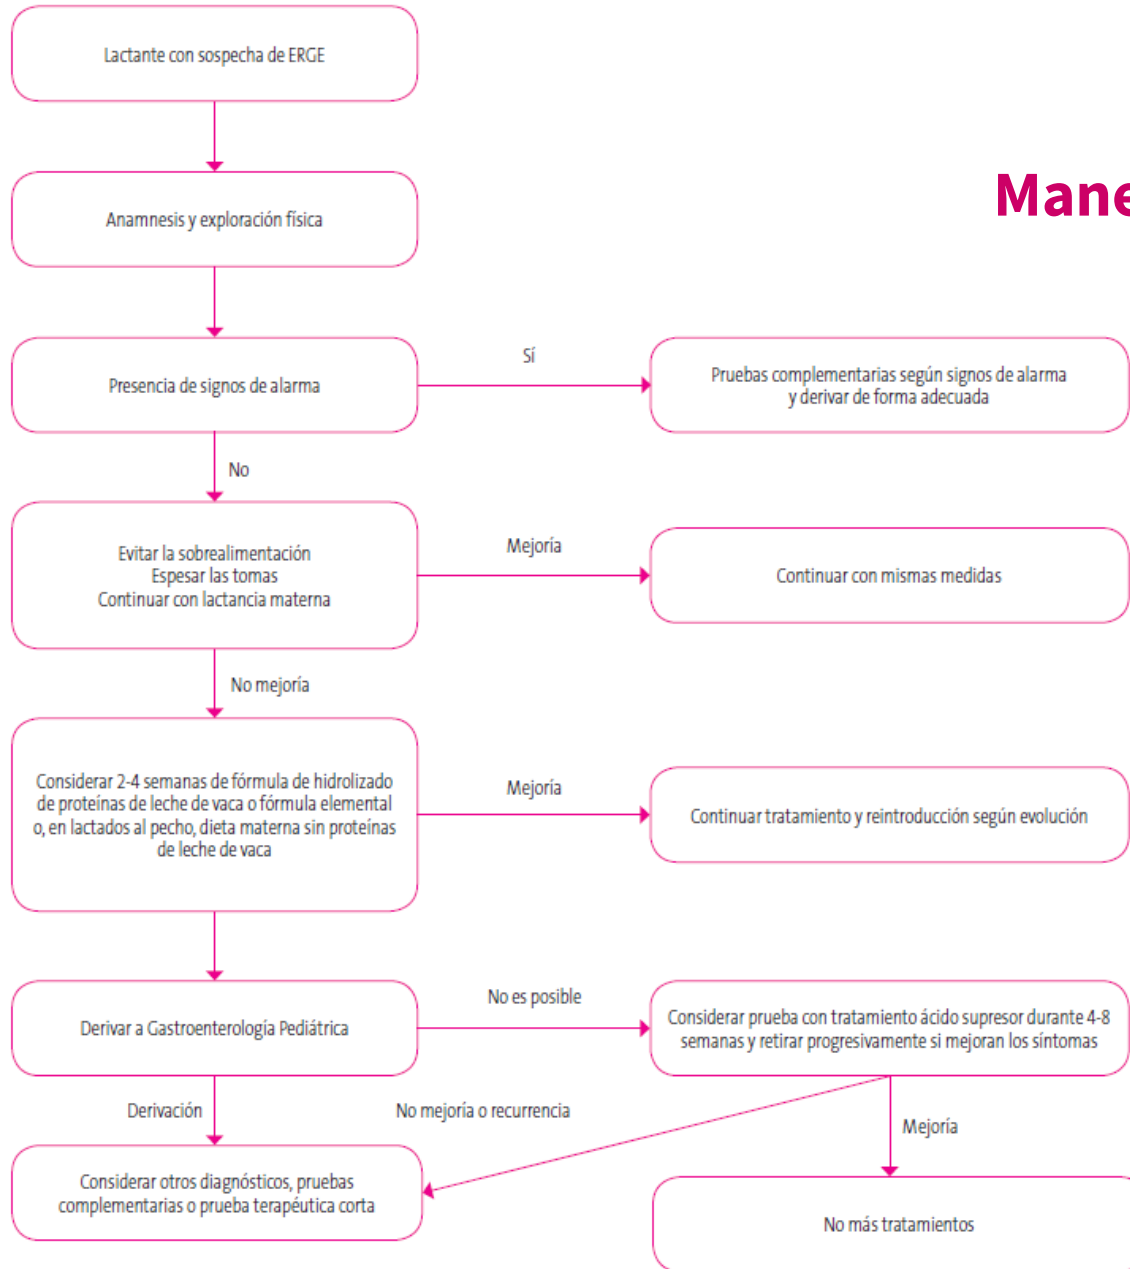 Lactante con sospecha de ERGE
Mane
Anamnesis y exploración física
Sí
Presencia de signos de alarma
Pruebas complementarias según signos de alarma
y derivar de forma adecuada
No
Evitar la sobrealimentación
Espesar las tomas
Continuar con lactancia materna
Mejoría
Continuar con mismas medidas
No mejoría
Considerar 2-4 semanas de fórmula de hidrolizado
de proteínas de leche de vaca o fórmula elemental
o, en lactados al pecho, dieta materna sin proteínas
de leche de vaca
Mejoría
Continuar tratamiento y reintroducción según evolución
Derivar a Gastroenterología Pediátrica
No es posible
Considerar prueba con tratamiento ácido supresor durante 4-8
semanas y retirar progresivamente si mejoran los síntomas
Derivación
No mejoría o recurrencia
Mejoría
Considerar otros diagnósticos, pruebas
complementarias o prueba terapéutica corta
No más tratamientos